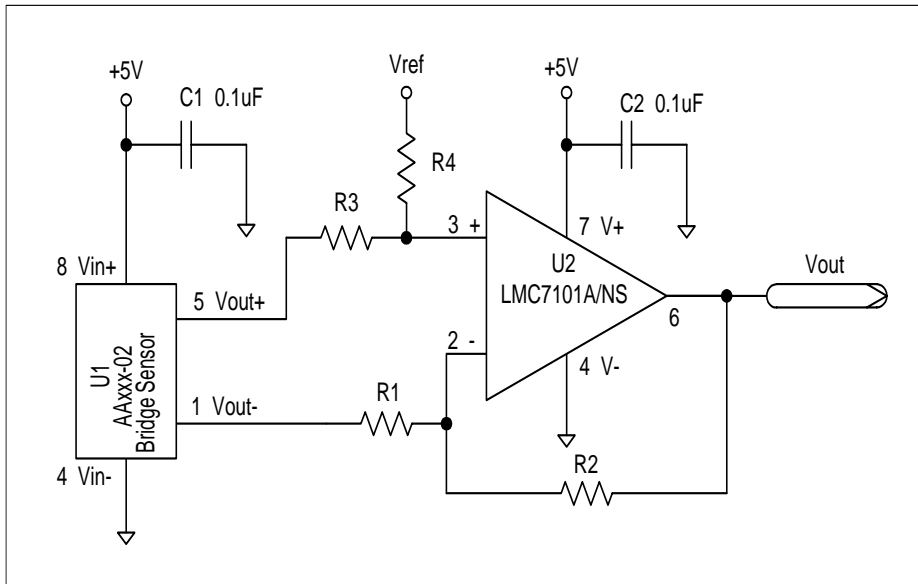 +5V
C1 0.1uF
Vref
+5V
C2 0.1uF
R4
R3
3 +
7 V+
U2
LMC7101A/NS
Vout
6
8 Vin+
5 Vout+
2 -
4 V-
U1
AAxxx-02
Bridge Sensor
R1
1 Vout-
4 Vin-
R2